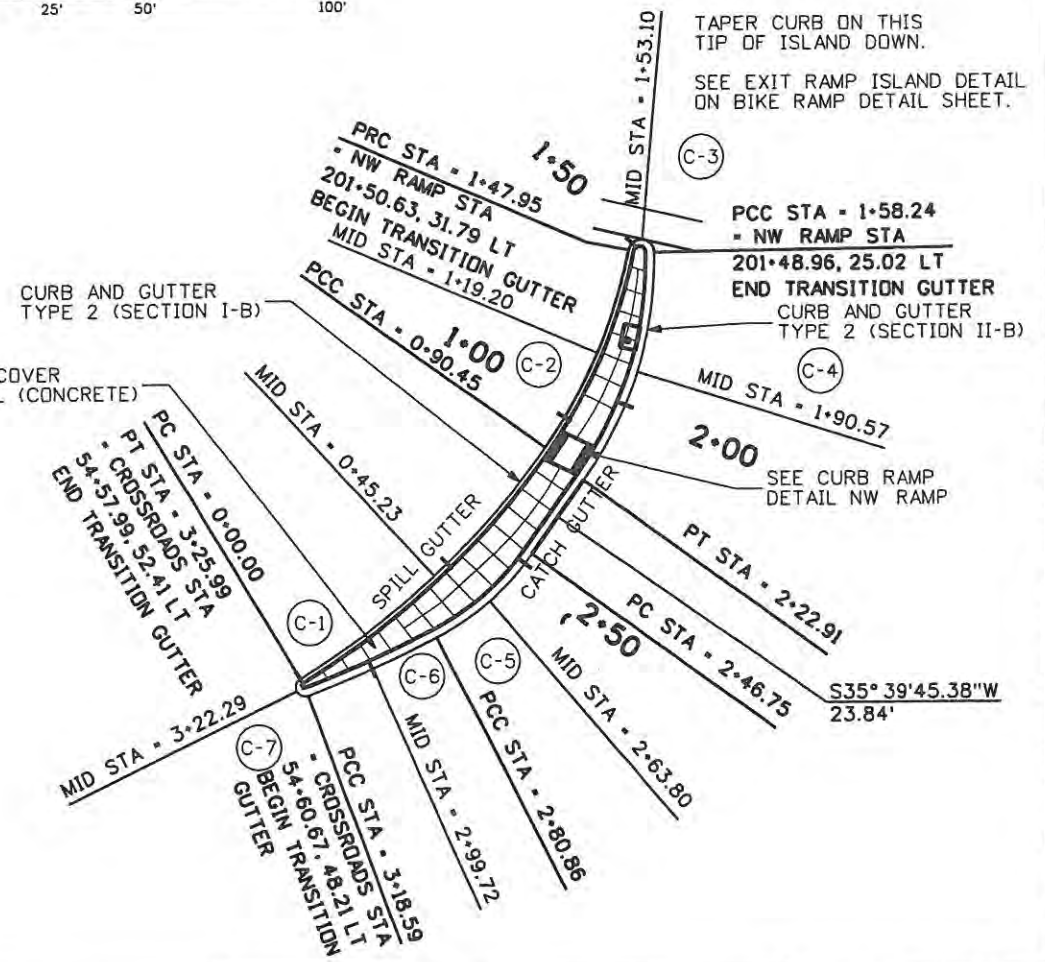 25' 50' 100'
TAPER CURB ON THIS
TIP OF ISLAND DOWN.
SEE EXIT RAMP ISLAND DETAIL
ON BIKE RAMP DETAIL SHEET.
MID STA = 1+53.10
C-3
1+50
PRC STA = 1+47.95
= NW RAMP STA
201+50.63, 31.79 LT
BEGIN TRANSITION GUTTER
MID STA = 1+19.20
PCC STA = 1+58.24
= NW RAMP STA
201+48.96, 25.02 LT
END TRANSITION GUTTER
CURB AND GUTTER
TYPE 2 (SECTION II-B)
CURB AND GUTTER
TYPE 2 (SECTION I-B)
PCC STA = 0+90.45
1+00
C-2
C-4
MID STA = 1+90.57
2+00
SEE CURB RAMP
DETAIL NW RAMP
COVER
(CONCRETE)
MID STA = 0+45.23
PC STA = 0+00.00
PT STA = 3+25.99
= CROSSROADS STA
54+57.99, 52.41 LT
END TRANSITION GUTTER
SPILL GUTTER
CATCH GUTTER
PT STA = 2+22.91
PC STA = 2+46.75
2+50
S35° 39'45.38"W
23.84'
C-1
C-5
C-6
MID STA = 2+63.80
PCC STA = 2+80.86
MID STA = 2+99.72
MID STA = 3+22.29
C-7
PCC STA = 3+18.59
= CROSSROADS STA
54+60.67, 48.21 LT
BEGIN TRANSITION
GUTTER